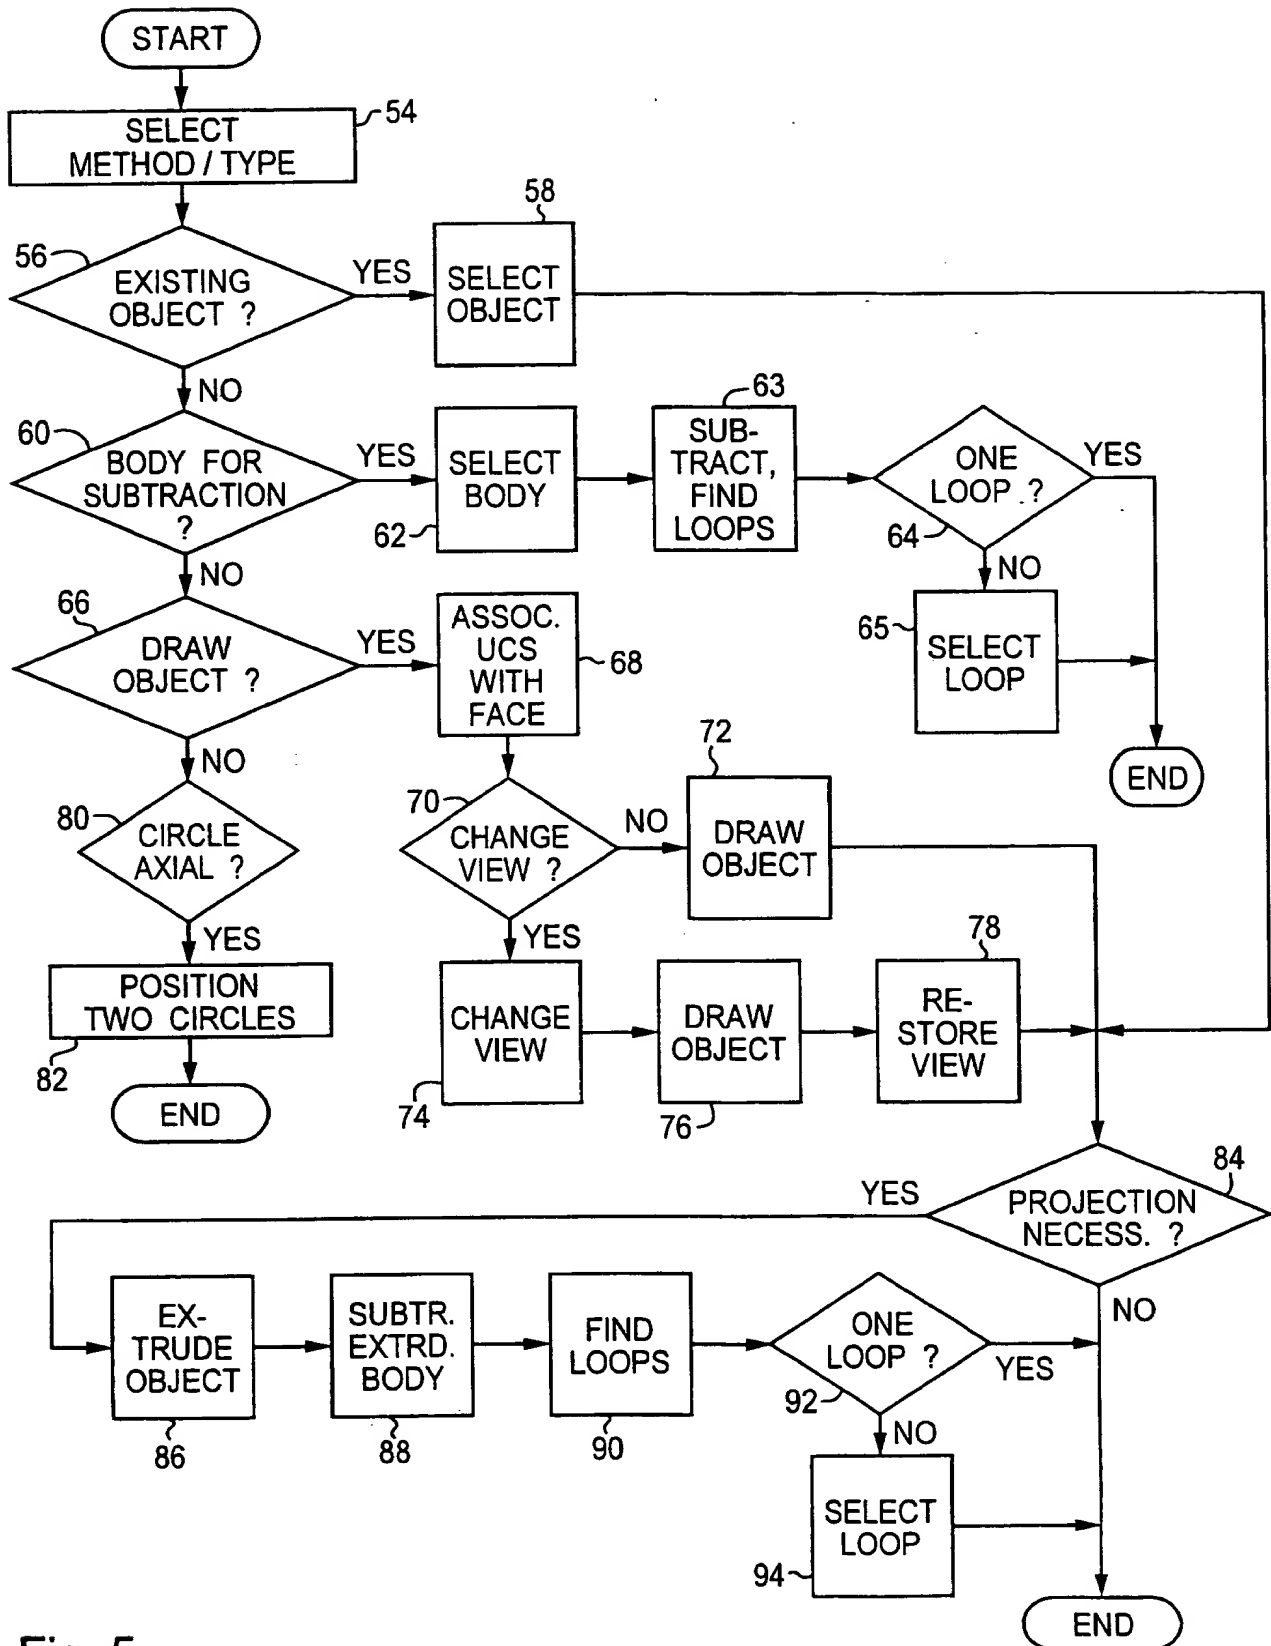 START
SELECT
METHOD / TYPE
54
56
EXISTING
OBJECT ?
YES
58
SELECT
OBJECT
NO
60
BODY FOR
SUBTRACTION
?
YES
SELECT
BODY
62
63
SUB-
TRACT,
FIND
LOOPS
ONE
LOOP ?
YES
64
NO
65
SELECT
LOOP
END
NO
66
DRAW
OBJECT ?
YES
ASSOC.
UCS
WITH
FACE
68
NO
70
CHANGE
VIEW ?
NO
72
DRAW
OBJECT
80
CIRCLE
AXIAL ?
YES
POSITION
TWO CIRCLES
82
END
YES
CHANGE
VIEW
74
DRAW
OBJECT
76
78
RE-
STORE
VIEW
84
PROJECTION
NECESS. ?
YES
NO
EX-
TRUDE
OBJECT
86
SUBTR.
EXTRD.
BODY
88
FIND
LOOPS
90
ONE
LOOP ?
YES
92
NO
SELECT
LOOP
94
END